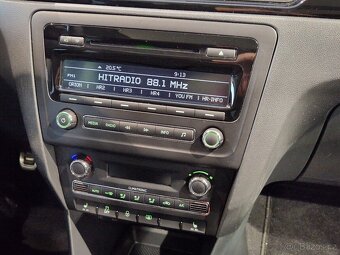 20.5°C 9:13
FM1 HITRADIO 88.1 MHz
ORION HR2 HR3 HR4 YOU FM HR-INFO
MEDIA RADIO INFO
CLIMATRONIC